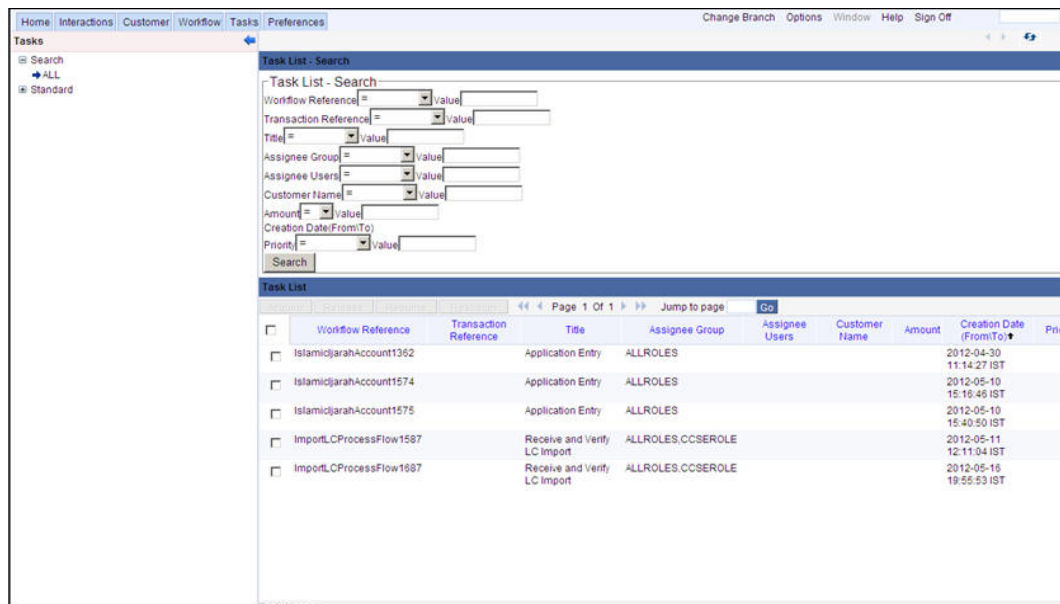 Home Interactions Customer Workflow Tasks Preferences
Change Branch Options Window Help Sign Off
Tasks
Search
ALL
Standard
Task List - Search
Task List - Search
Workflow Reference = Value
Transaction Reference = Value
Title = Value
Assignee Group = Value
Assignee Users = Value
Customer Name = Value
Amount = Value
Creation Date(From\To)
Priority = Value
Search
Task List
Page 1 Of 1 Jump to page Go
Workflow Reference Transaction Reference Title Assignee Group Assignee Users Customer Name Amount Creation Date (From\To) Pri
IslamicIjarahAccount1362 Application Entry ALLROLES 2012-04-30 11:14:27 IST
IslamicIjarahAccount1574 Application Entry ALLROLES 2012-05-10 15:16:46 IST
IslamicIjarahAccount1575 Application Entry ALLROLES 2012-05-10 15:40:50 IST
ImportLCProcessFlow1587 Receive and Verify LC Import ALLROLES,CCSEROLE 2012-05-11 12:11:04 IST
ImportLCProcessFlow1687 Receive and Verify LC Import ALLROLES,CCSEROLE 2012-05-16 19:55:53 IST